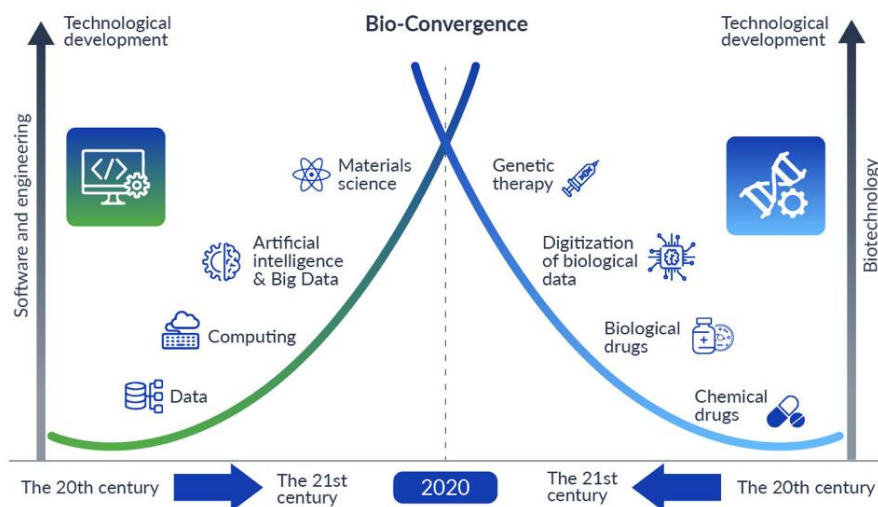 Technological
development
Bio-Convergence
Technological
development
Software and engineering
</>
Materials
science
Genetic
therapy
Biotechnology
Artificial
intelligence
& Big Data
Digitization
of biological
data
Computing
Biological
drugs
Data
Chemical
drugs
The 20th century
The 21st
century
2020
The 21st
century
The 20th century